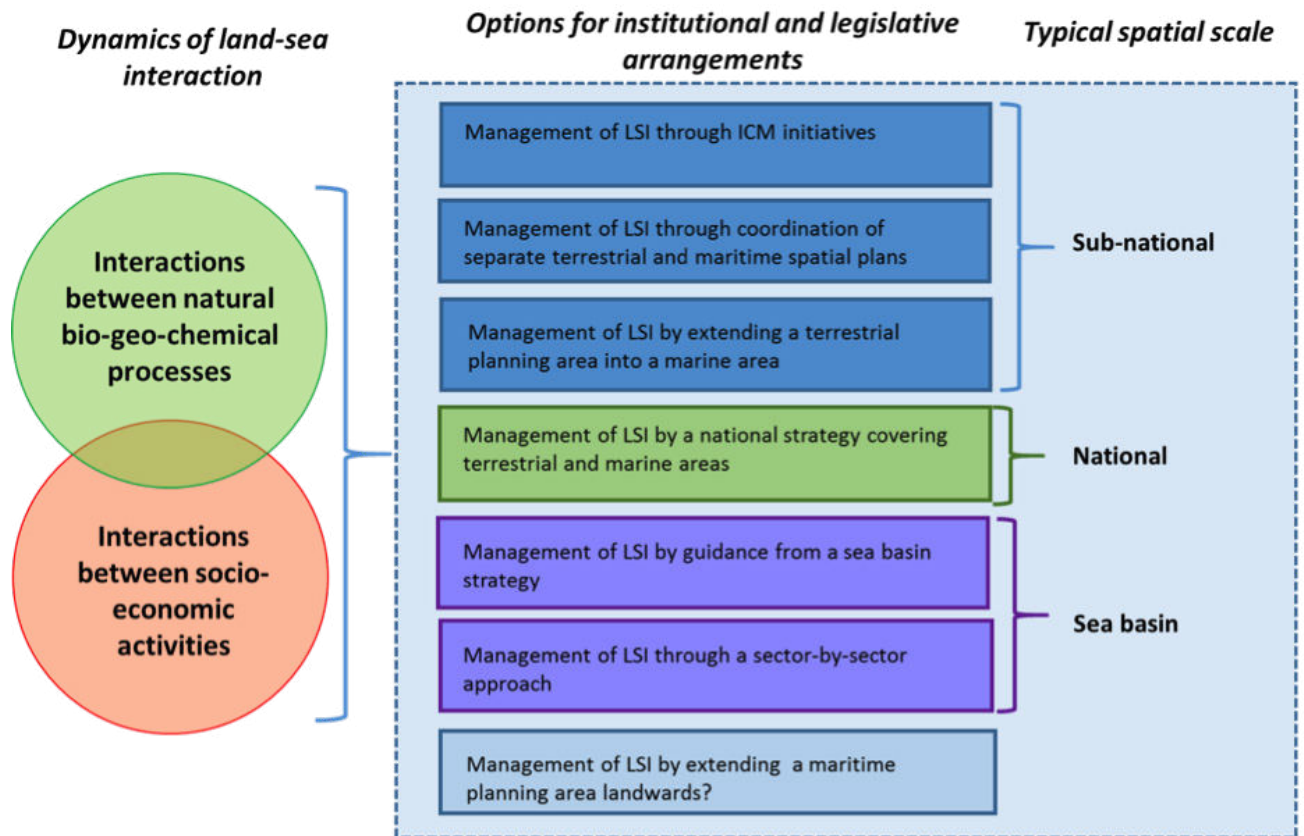 Dynamics of land-sea
interaction
Options for institutional and legislative
arrangements
Typical spatial scale
Interactions
between natural
bio-geo-chemical
processes
Interactions
between socio-
economic
activities
Management of LSI through ICM initiatives
Management of LSI through coordination of
separate terrestrial and maritime spatial plans
Management of LSI by extending a terrestrial
planning area into a marine area
Sub-national
Management of LSI by a national strategy covering
terrestrial and marine areas
National
Management of LSI by guidance from a sea basin
strategy
Management of LSI through a sector-by-sector
approach
Sea basin
Management of LSI by extending a maritime
planning area landwards?